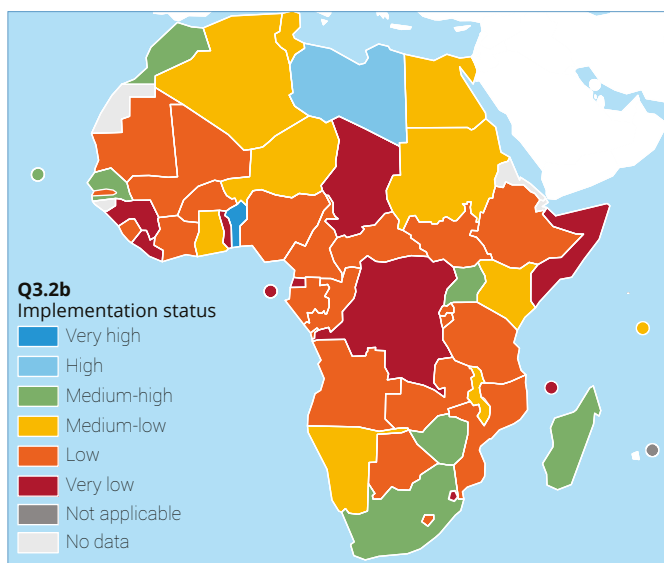 Q3.2b
Implementation status
Very high
High
Medium-high
Medium-low
Low
Very low
Not applicable
No data